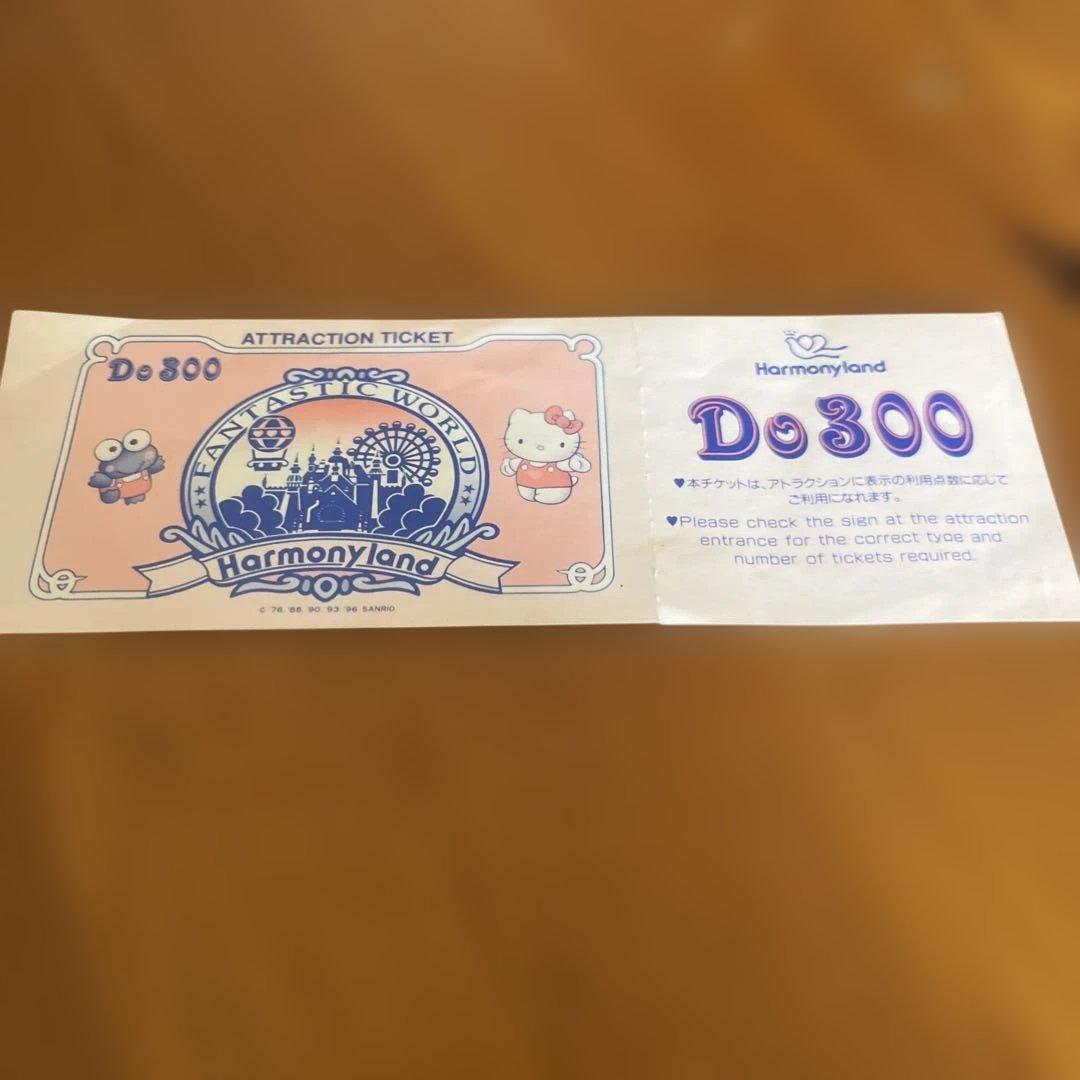 ATTRACTION TICKET
Do 300
FANTASTIC WORLD
Harmonyland
© '76, '88, '90, '93 '96 SANRIO.
Harmonyland
Do 300
♥本チケットは、アトラクションに表示の利用点数に応じて
ご利用になれます。
♥Please check the sign at the attraction
entrance for the correct type and
number of tickets required.